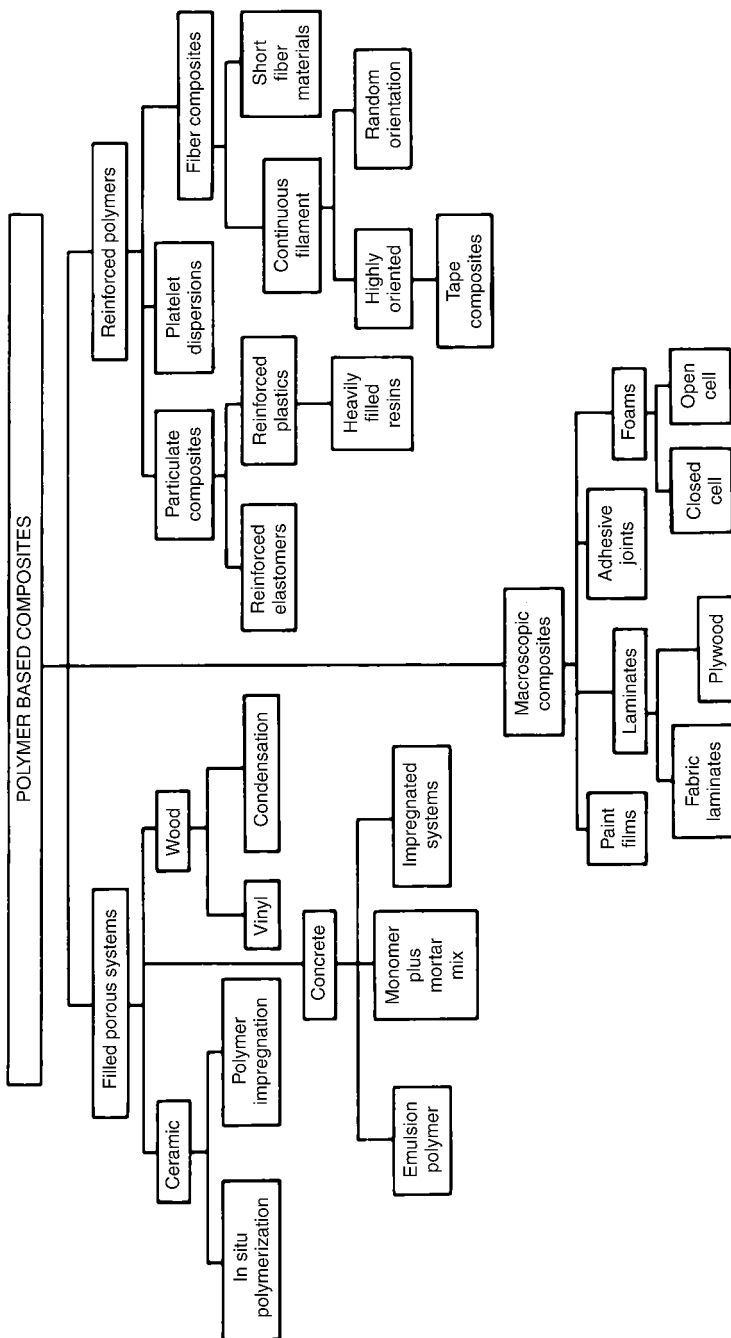 POLYMER BASED COMPOSITES
Filled porous systems
Reinforced polymers
Ceramic
Wood
Particulate
composites
Platelet
dispersions
Fiber composites
In situ
polymerization
Polymer
impregnation
Vinyl
Condensation
Reinforced
elastomers
Reinforced
plastics
Continuous
filament
Short
fiber
materials
Concrete
Heavily
filled
resins
Highly
oriented
Random
orientation
Emulsion
polymer
Monomer
plus
mortar
mix
Impregnated
systems
Tape
composites
Macroscopic
composites
Paint
films
Laminates
Adhesive
joints
Foams
Fabric
laminates
Plywood
Closed
cell
Open
cell